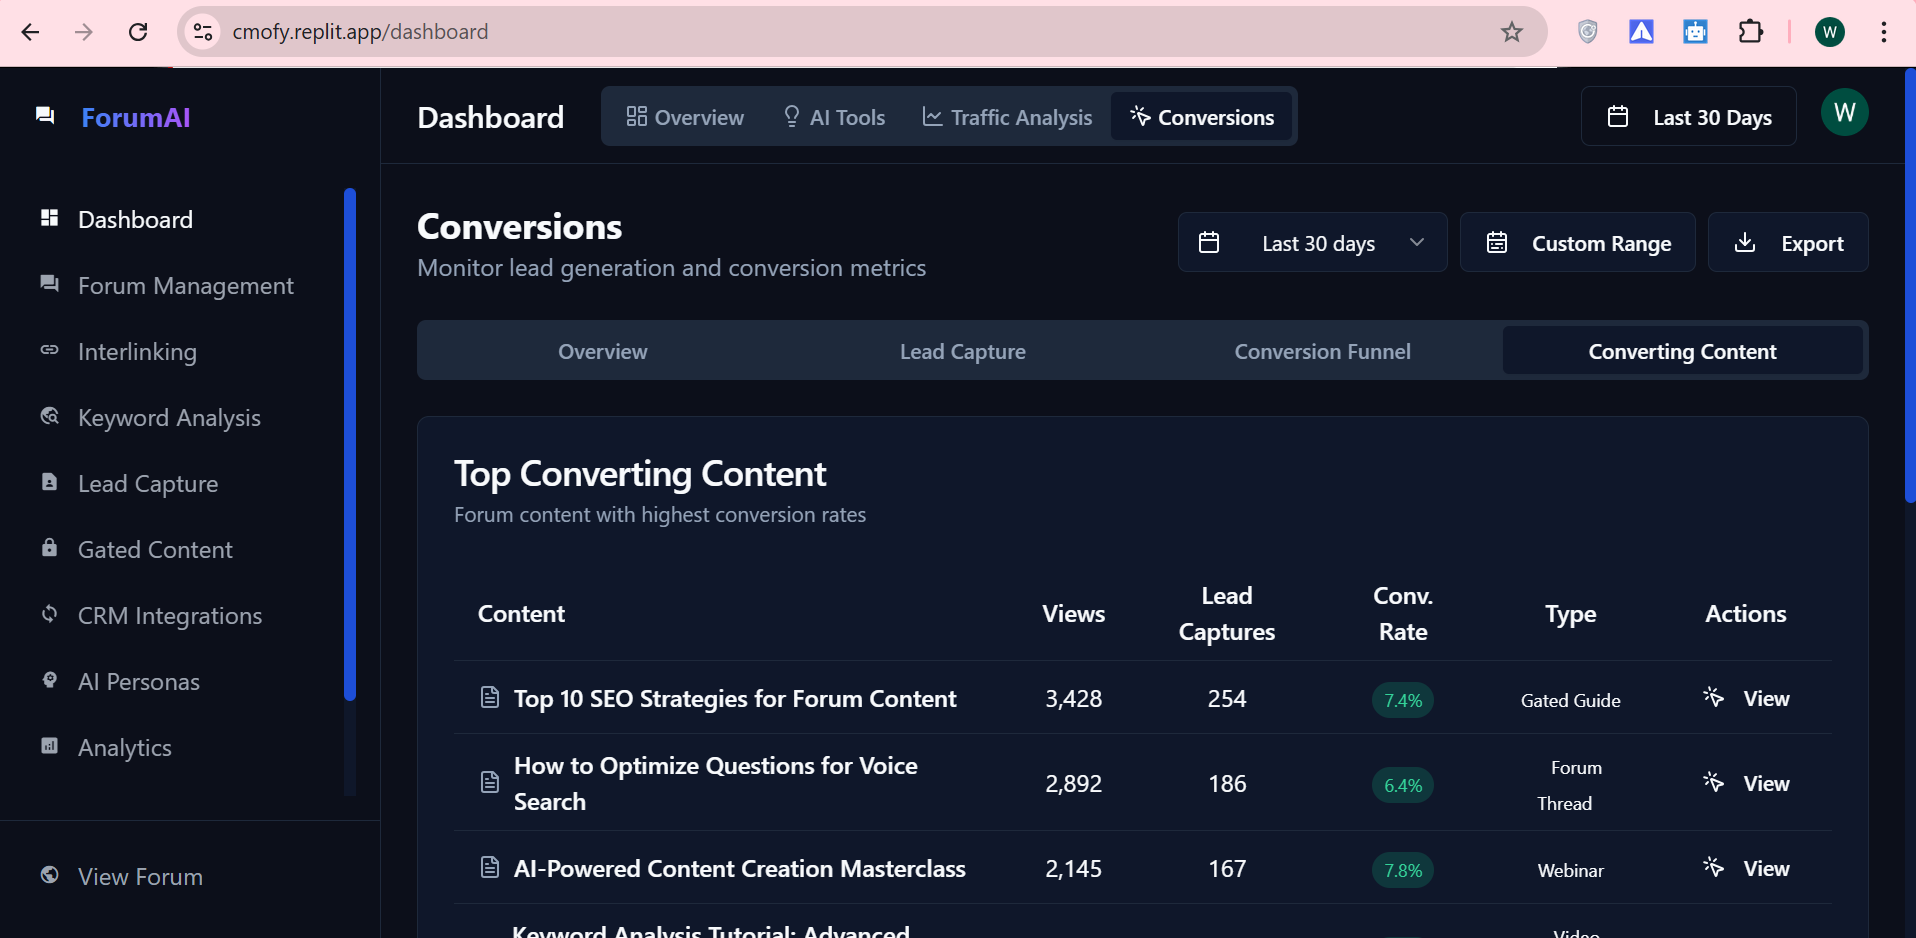 cmofy.replit.app/dashboard
W
ForumAI
Dashboard
Forum Management
Interlinking
Keyword Analysis
Lead Capture
Gated Content
CRM Integrations
AI Personas
Analytics
View Forum
Dashboard
Overview
AI Tools
Traffic Analysis
Conversions
Last 30 Days
W
Conversions
Monitor lead generation and conversion metrics
Last 30 days
Custom Range
Export
Overview
Lead Capture
Conversion Funnel
Converting Content
Top Converting Content
Forum content with highest conversion rates
Content
Views
Lead
Captures
Conv.
Rate
Type
Actions
Top 10 SEO Strategies for Forum Content
3,428
254
7.4%
Gated Guide
View
How to Optimize Questions for Voice
Search
2,892
186
6.4%
Forum
Thread
View
AI-Powered Content Creation Masterclass
2,145
167
7.8%
Webinar
View
Keyword Analysis Tutorial: Advanced
Video